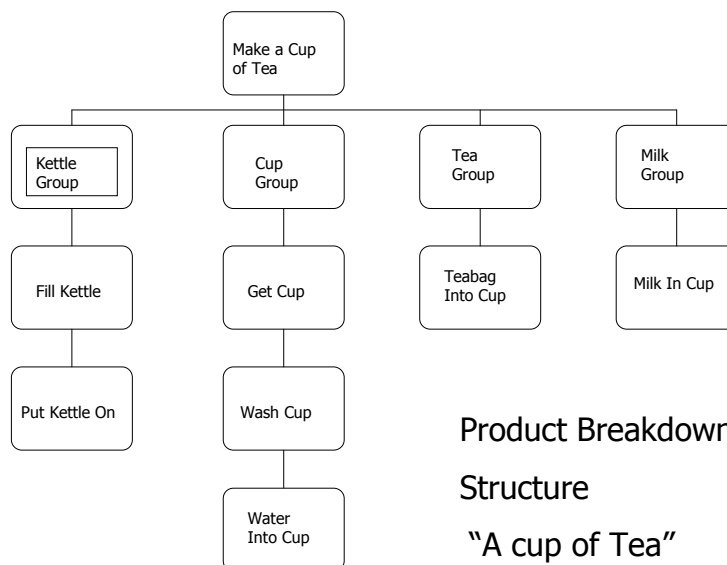 Make a Cup
of Tea
Kettle
Group
Cup
Group
Tea
Group
Milk
Group
Fill Kettle
Get Cup
Teabag
Into Cup
Milk In Cup
Put Kettle On
Wash Cup
Water
Into Cup
Product Breakdown
Structure
“A cup of Tea”